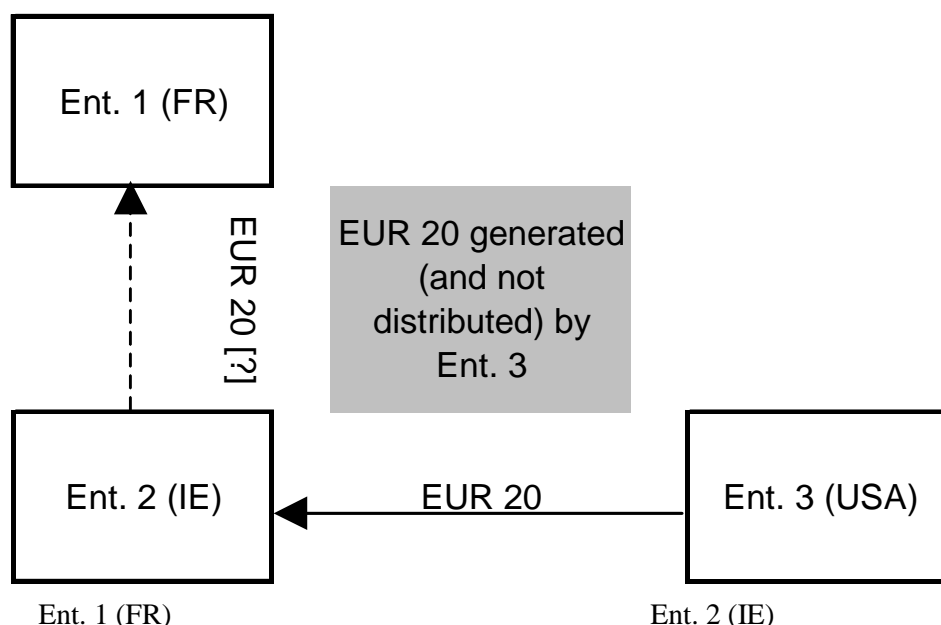 Ent. 1 (FR)
EUR 20 [?]
EUR 20 generated
(and not
distributed) by
Ent. 3
Ent. 2 (IE)
EUR 20
Ent. 3 (USA)
Ent. 1 (FR)
Ent. 2 (IE)